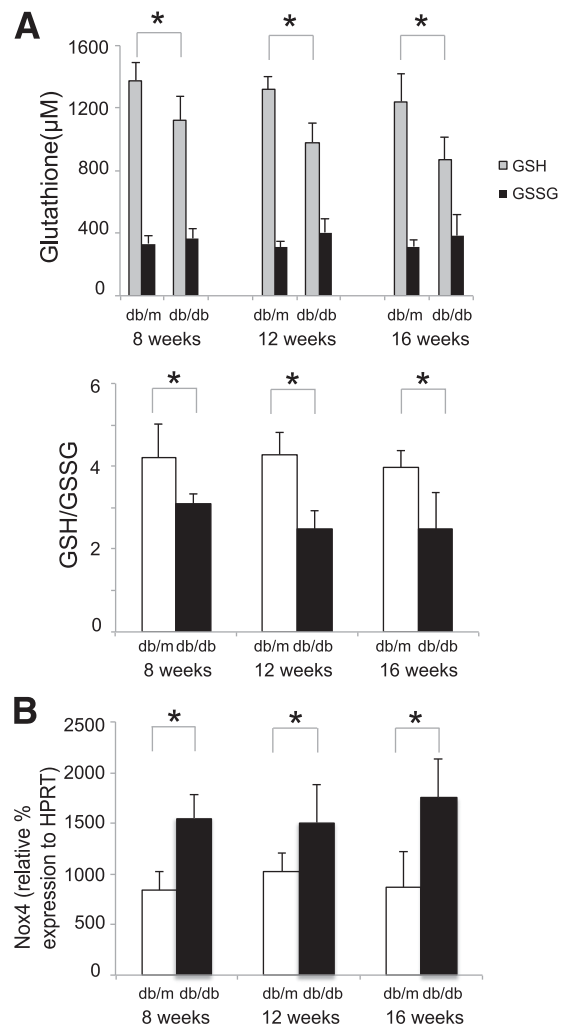 A
*
*
*
1600
1200
800
400
0
Glutathione(µM)
GSH
GSSG
db/m db/db db/m db/db db/m db/db
8 weeks 12 weeks 16 weeks
*
*
*
6
4
2
0
GSH/GSSG
db/m db/db db/m db/db db/m db/db
8 weeks 12 weeks 16 weeks
B
*
*
*
2500
2000
1500
1000
500
0
Nox4 (relative %
expression to HPRT)
db/m db/db db/m db/db db/m db/db
8 weeks 12 weeks 16 weeks